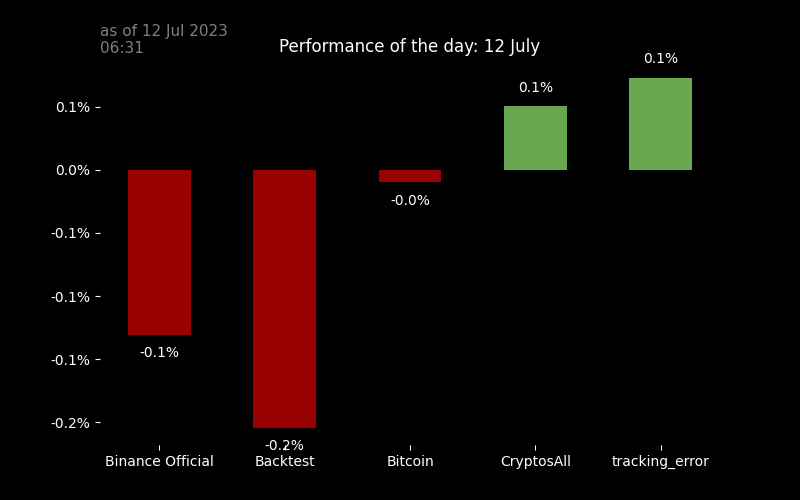 as of 12 Jul 2023
06:31
Performance of the day: 12 July
0.1%
0.1%
0.1%
0.0%
-0.0%
-0.1%
-0.1%
-0.1%
-0.1%
-0.2%
-0.2%
Binance Official
Backtest
Bitcoin
CryptosAll
tracking_error